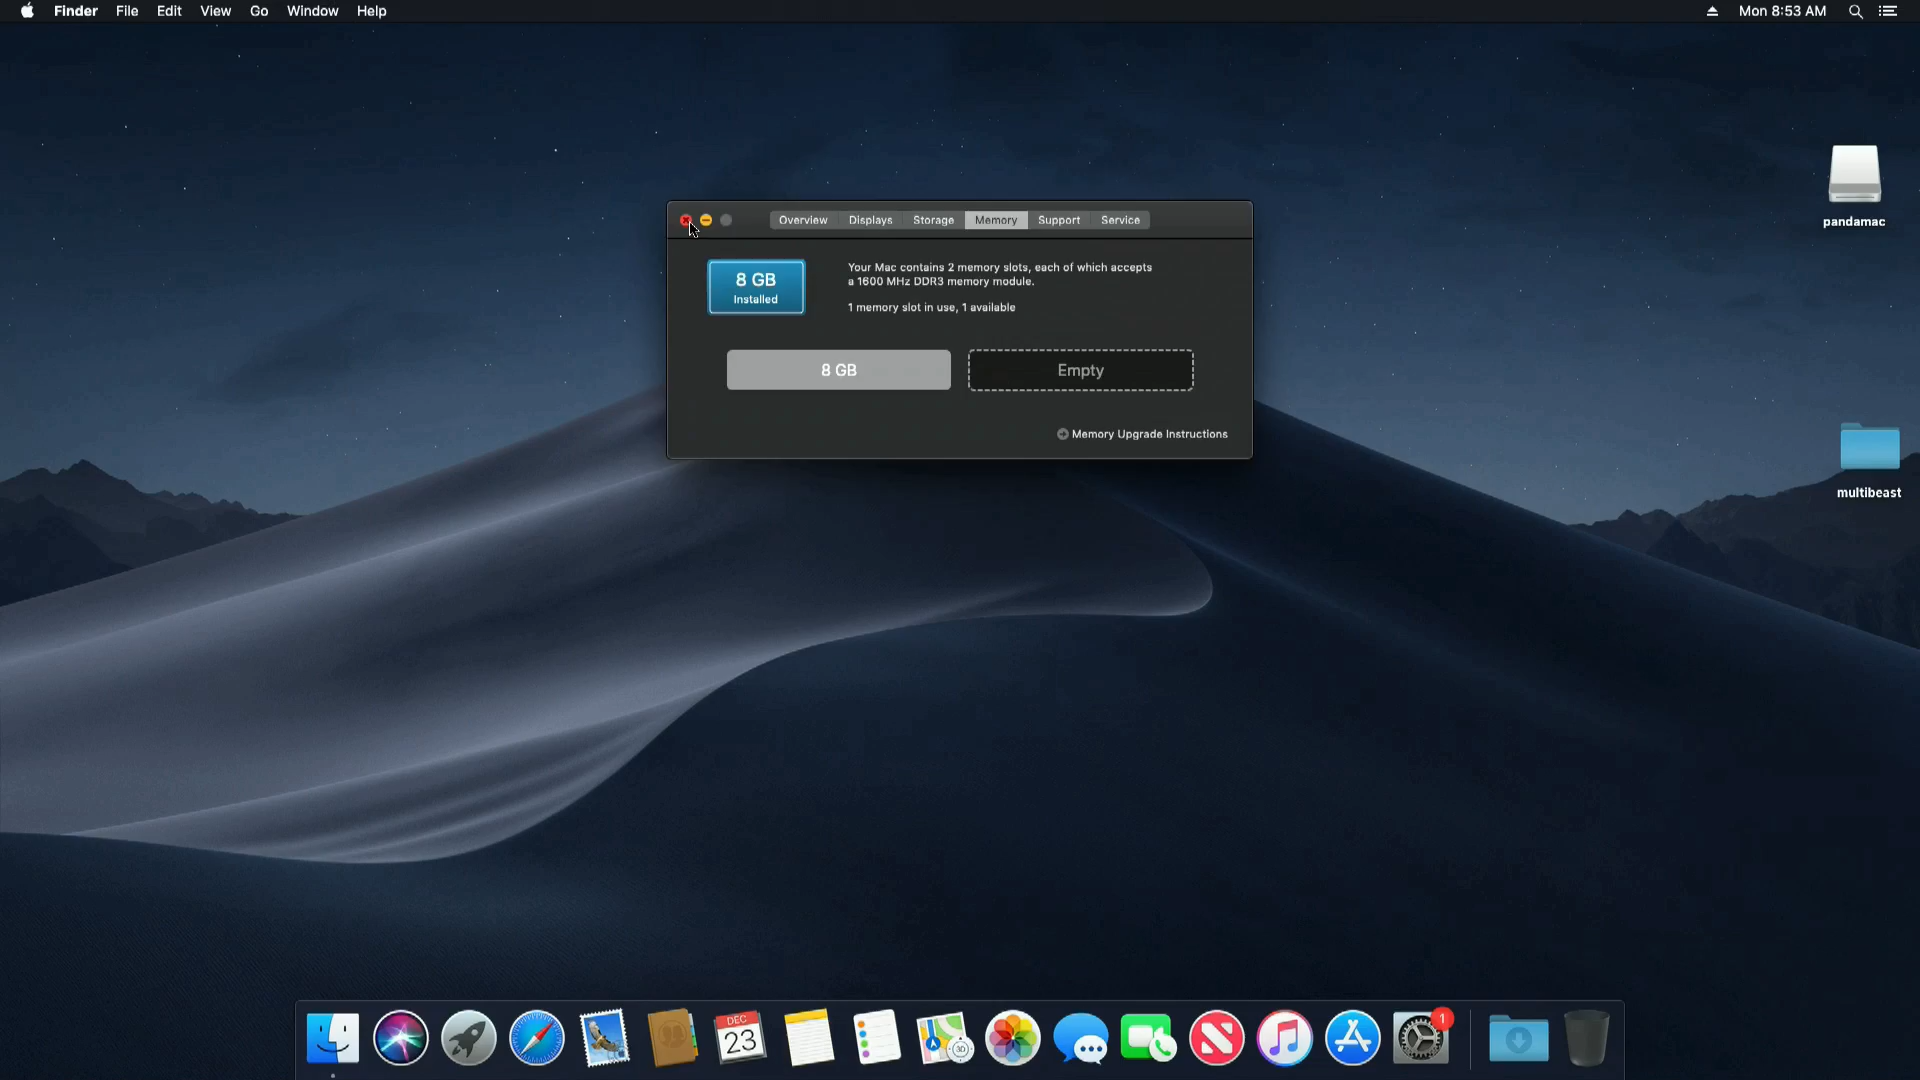 Finder File Edit View Go Window Help Mon 8:53 AM
pandamac
Overview Displays Storage Memory Support Service
8 GB
Installed
Your Mac contains 2 memory slots, each of which accepts
a 1600 MHz DDR3 memory module.
1 memory slot in use, 1 available
8 GB Empty
Memory Upgrade Instructions
multibeast
DEC
23
3D
1